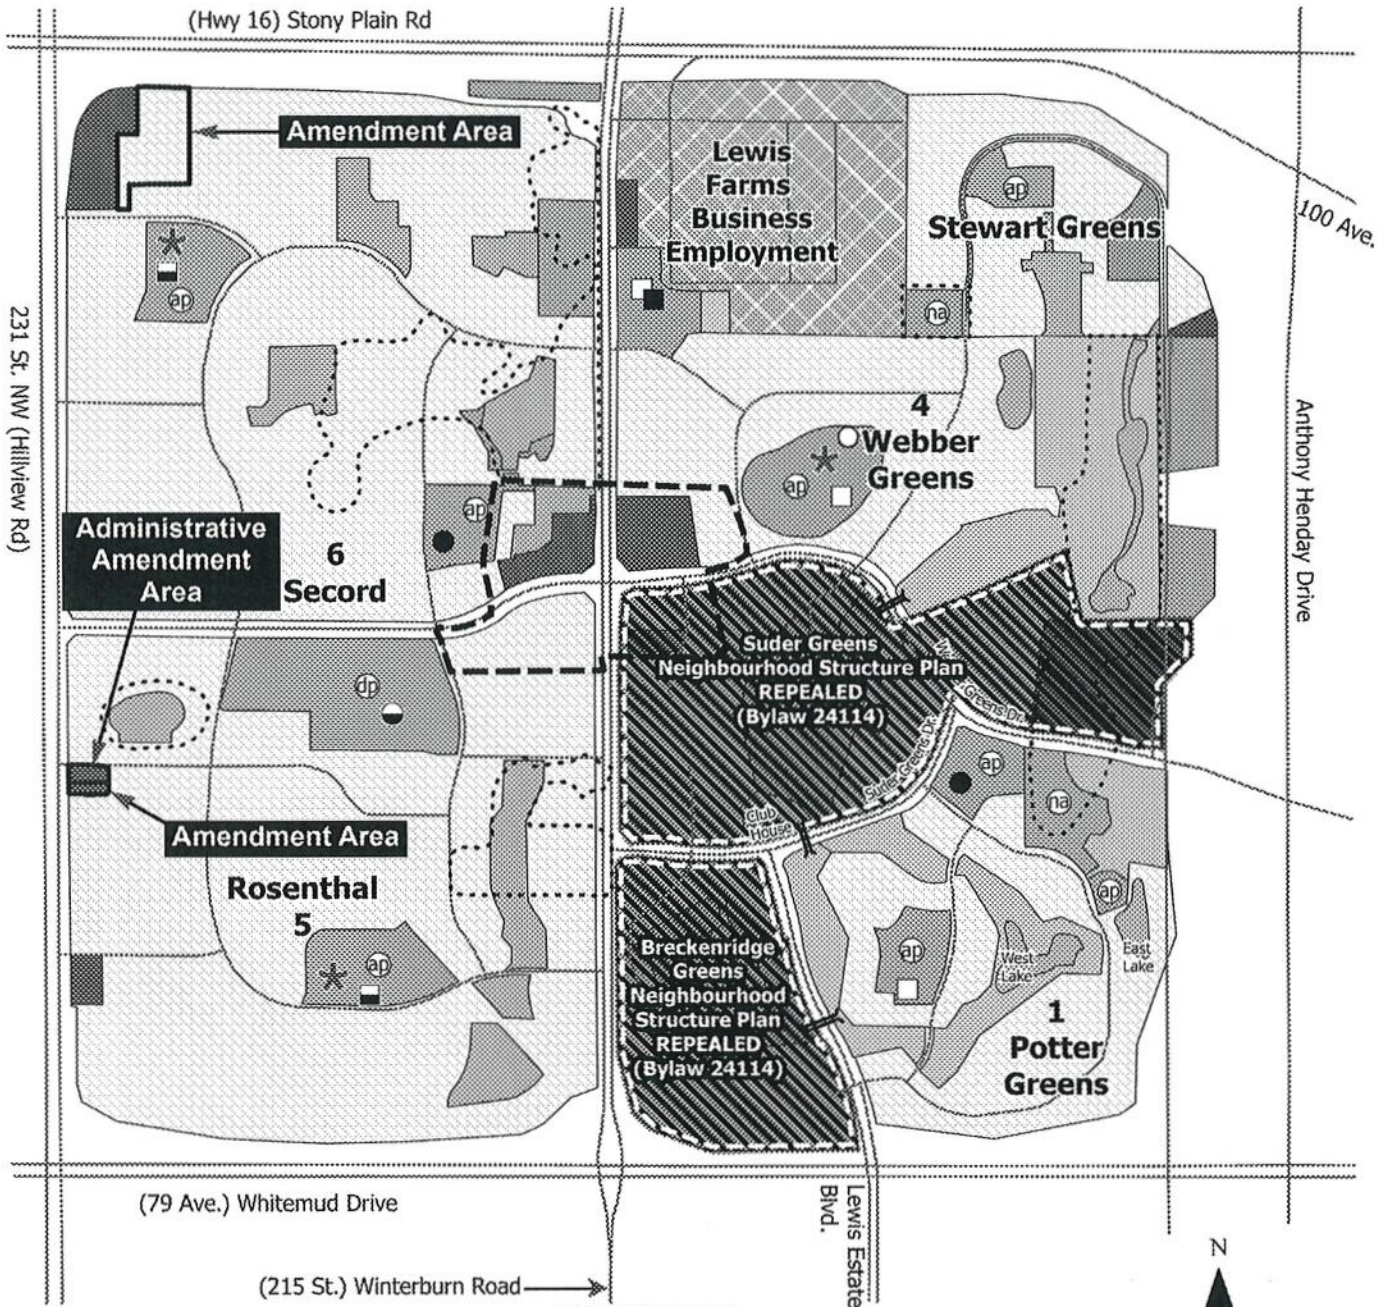 (Hwy 16) Stony Plain Rd
Amendment Area
Lewis
Farms
Business
Employment
ap
Stewart Greens
100 Ave.
ap
na
231 St. NW (Hillview Rd)
Anthony Henday Drive
4
Webber
Greens
ap
ap
Administrative
Amendment
Area
6
Secord
Suder Greens
Neighbourhood Structure Plan
REPEALED
(Bylaw 24114)
Greens Dr.
Suder Greens Dr.
dp
ap
na
Club
House
Amendment Area
Rosenthal
5
ap
ap
ap
West
Lake
East
Lake
Breckenridge
Greens
Neighbourhood
Structure Plan
REPEALED
(Bylaw 24114)
1
Potter
Greens
(79 Ave.) Whitemud Drive
Lewis Estate
Blvd.
(215 St.) Winterburn Road
N